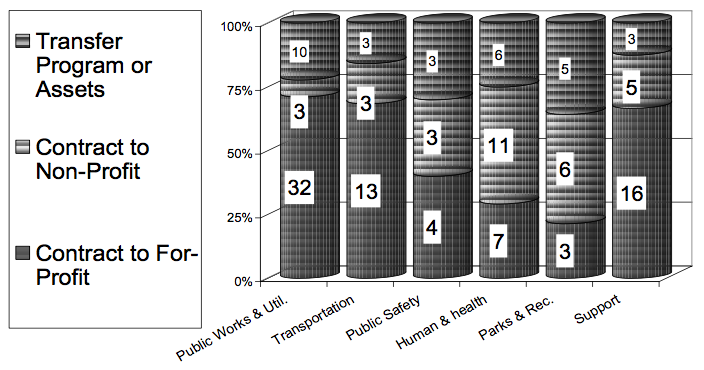 Transfer
Program or
Assets
Contract to
Non-Profit
Contract to For-
Profit
100%
75%
50%
25%
0%
10
3
3
6
5
3
3
3
3
11
6
5
32
13
4
7
3
16
Public Works & Util.
Transportation
Public Safety
Human & health
Parks & Rec.
Support